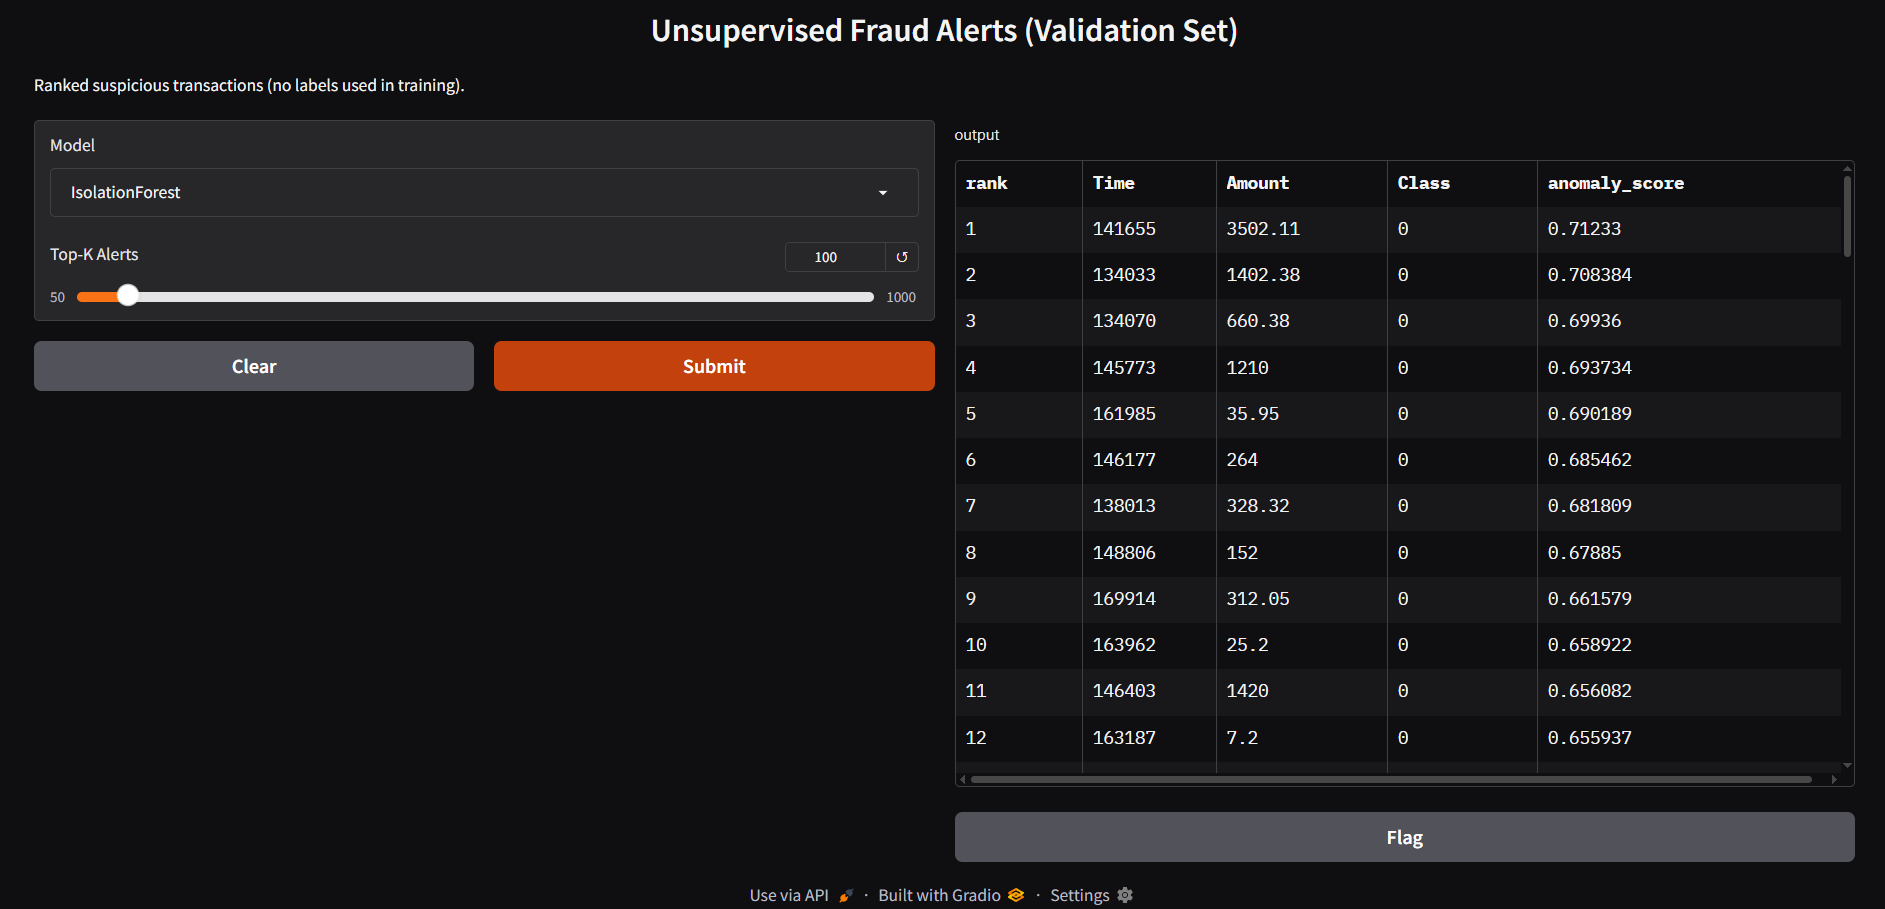 Unsupervised Fraud Alerts (Validation Set)
Ranked suspicious transactions (no labels used in training).
Model
IsolationForest
Top-K Alerts
100
50
1000
Clear
Submit
output
rank Time Amount Class anomaly_score
1 141655 3502.11 0 0.71233
2 134033 1402.38 0 0.708384
3 134070 660.38 0 0.69936
4 145773 1210 0 0.693734
5 161985 35.95 0 0.690189
6 146177 264 0 0.685462
7 138013 328.32 0 0.681809
8 148806 152 0 0.67885
9 169914 312.05 0 0.661579
10 163962 25.2 0 0.658922
11 146403 1420 0 0.656082
12 163187 7.2 0 0.655937
Flag
Use via API · Built with Gradio · Settings